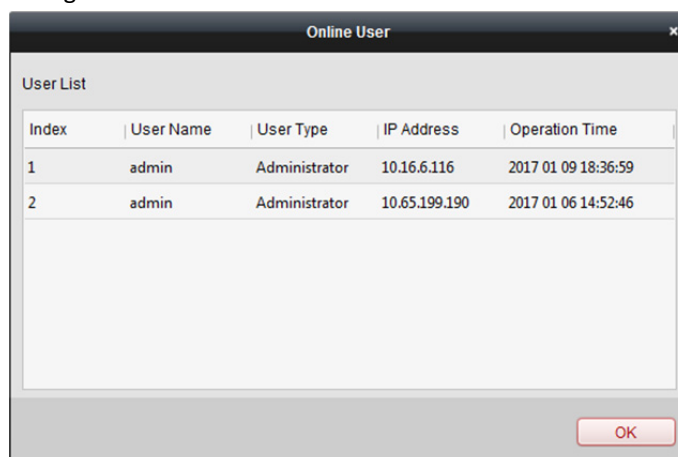 Online User ×
User List
Index User Name User Type IP Address Operation Time
1 admin Administrator 10.16.6.116 2017 01 09 18:36:59
2 admin Administrator 10.65.199.190 2017 01 06 14:52:46
OK